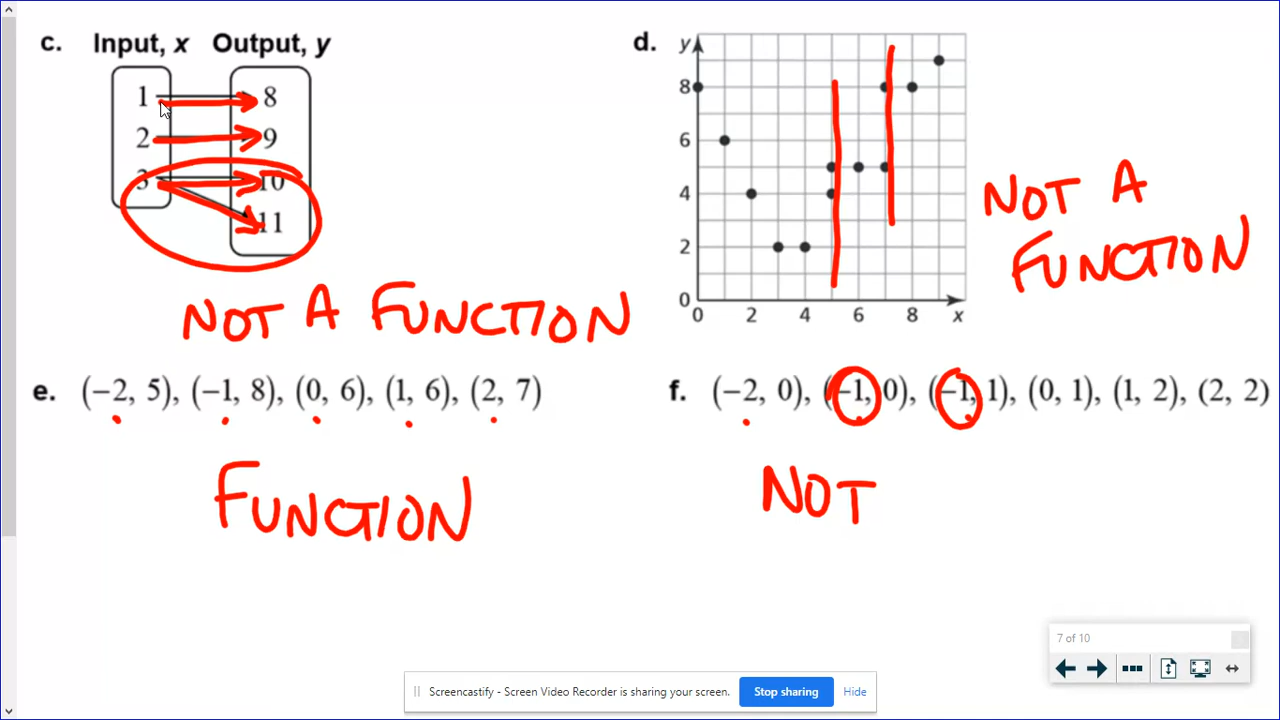 c. Input, x Output, y
1 8
2 9
3 10
11
NOT A FUNCTION
d. y
8
6
4
2
0
0 2 4 6 8 x
NOT A
FUNCTION
e. (−2, 5), (−1, 8), (0, 6), (1, 6), (2, 7)
FUNCTION
f. (−2, 0), (−1, 0), (−1, 1), (0, 1), (1, 2), (2, 2)
NOT
7 of 10
Screencastify - Screen Video Recorder is sharing your screen. Stop sharing Hide